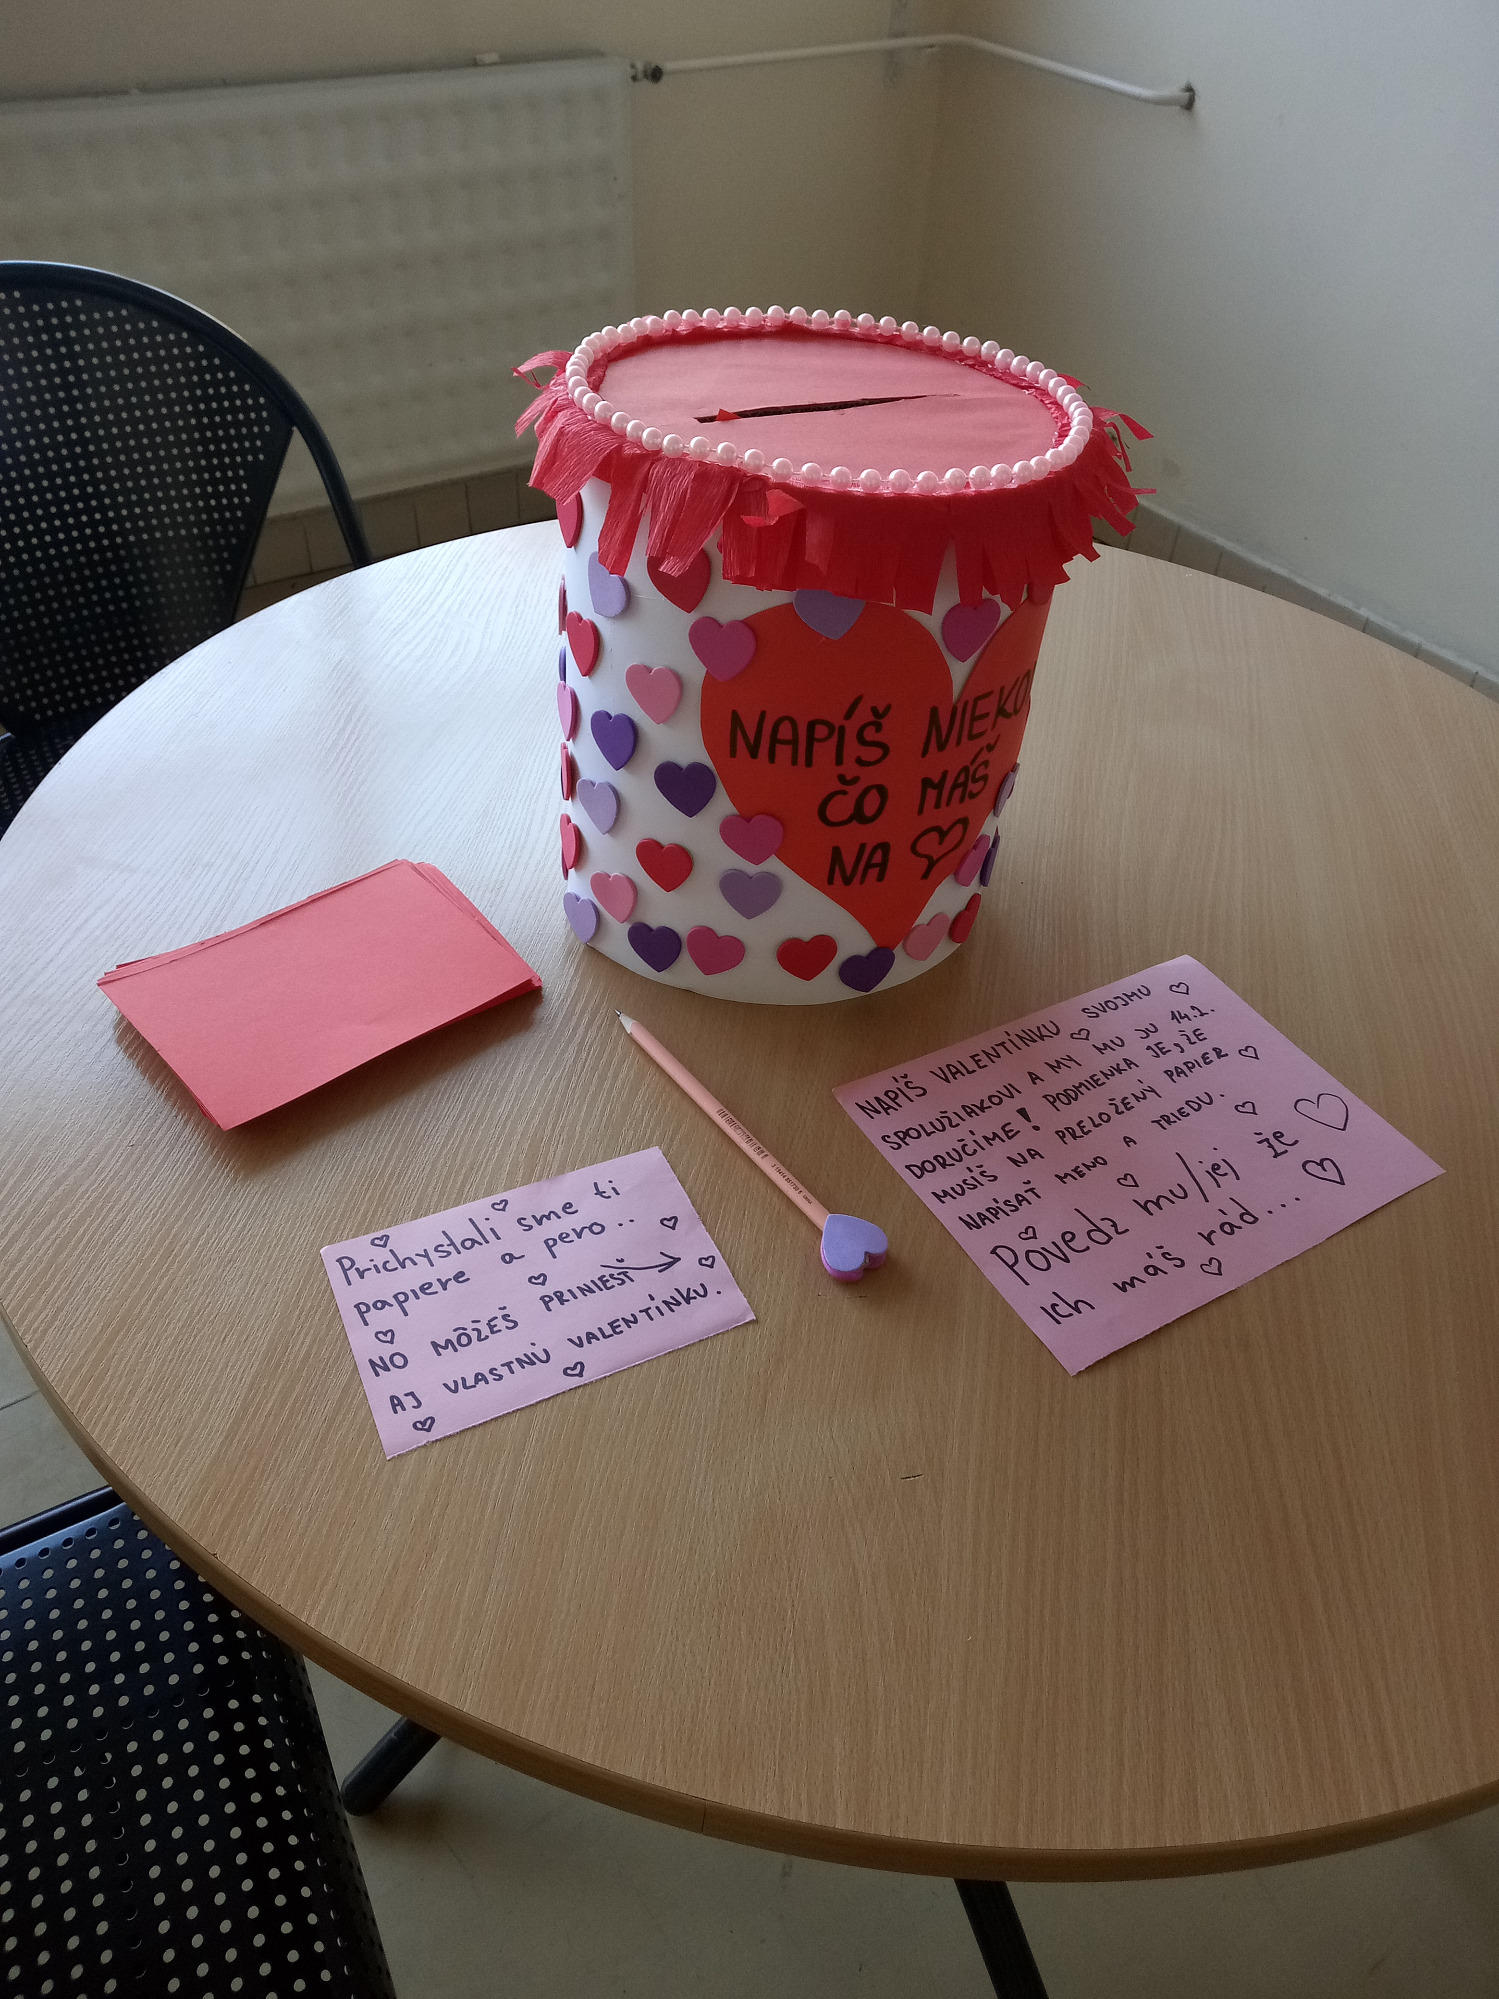 NAPÍŠ NIEKO
ČO MÁŠ
NA ♡
NAPÍŠ VALENTÍNKU SVOJMU
SPOLUŽIAKOVI A MY MU JU 14.2.
DORUČÍME! PODMIENKA JE, ŽE
MUSÍŠ NA PRELOŽENÝ PAPIER
NAPÍSAŤ MENO A TRIEDU.
Povedz mu/jej že
ich máš rád...
Prichystali sme ti
papiere a pero..
NO MÔŽEŠ PRINIESŤ
AJ VLASTNÚ VALENTÍNKU.